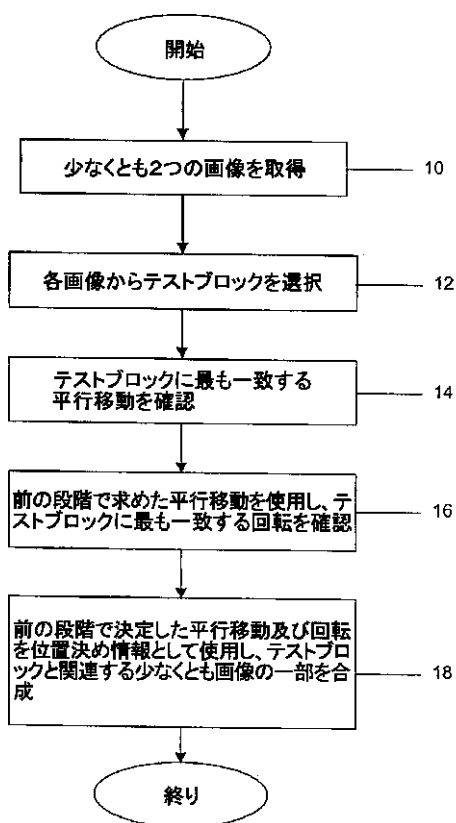 開始
少なくとも2つの画像を取得
10
各画像からテストブロックを選択
12
テストブロックに最も一致する
平行移動を確認
14
前の段階で求めた平行移動を使用し、テ
ストブロックに最も一致する回転を確認
16
前の段階で決定した平行移動及び回転
を位置決め情報として使用し、テストブロ
ックと関連する少なくとも画像の一部を合
成
18
終り